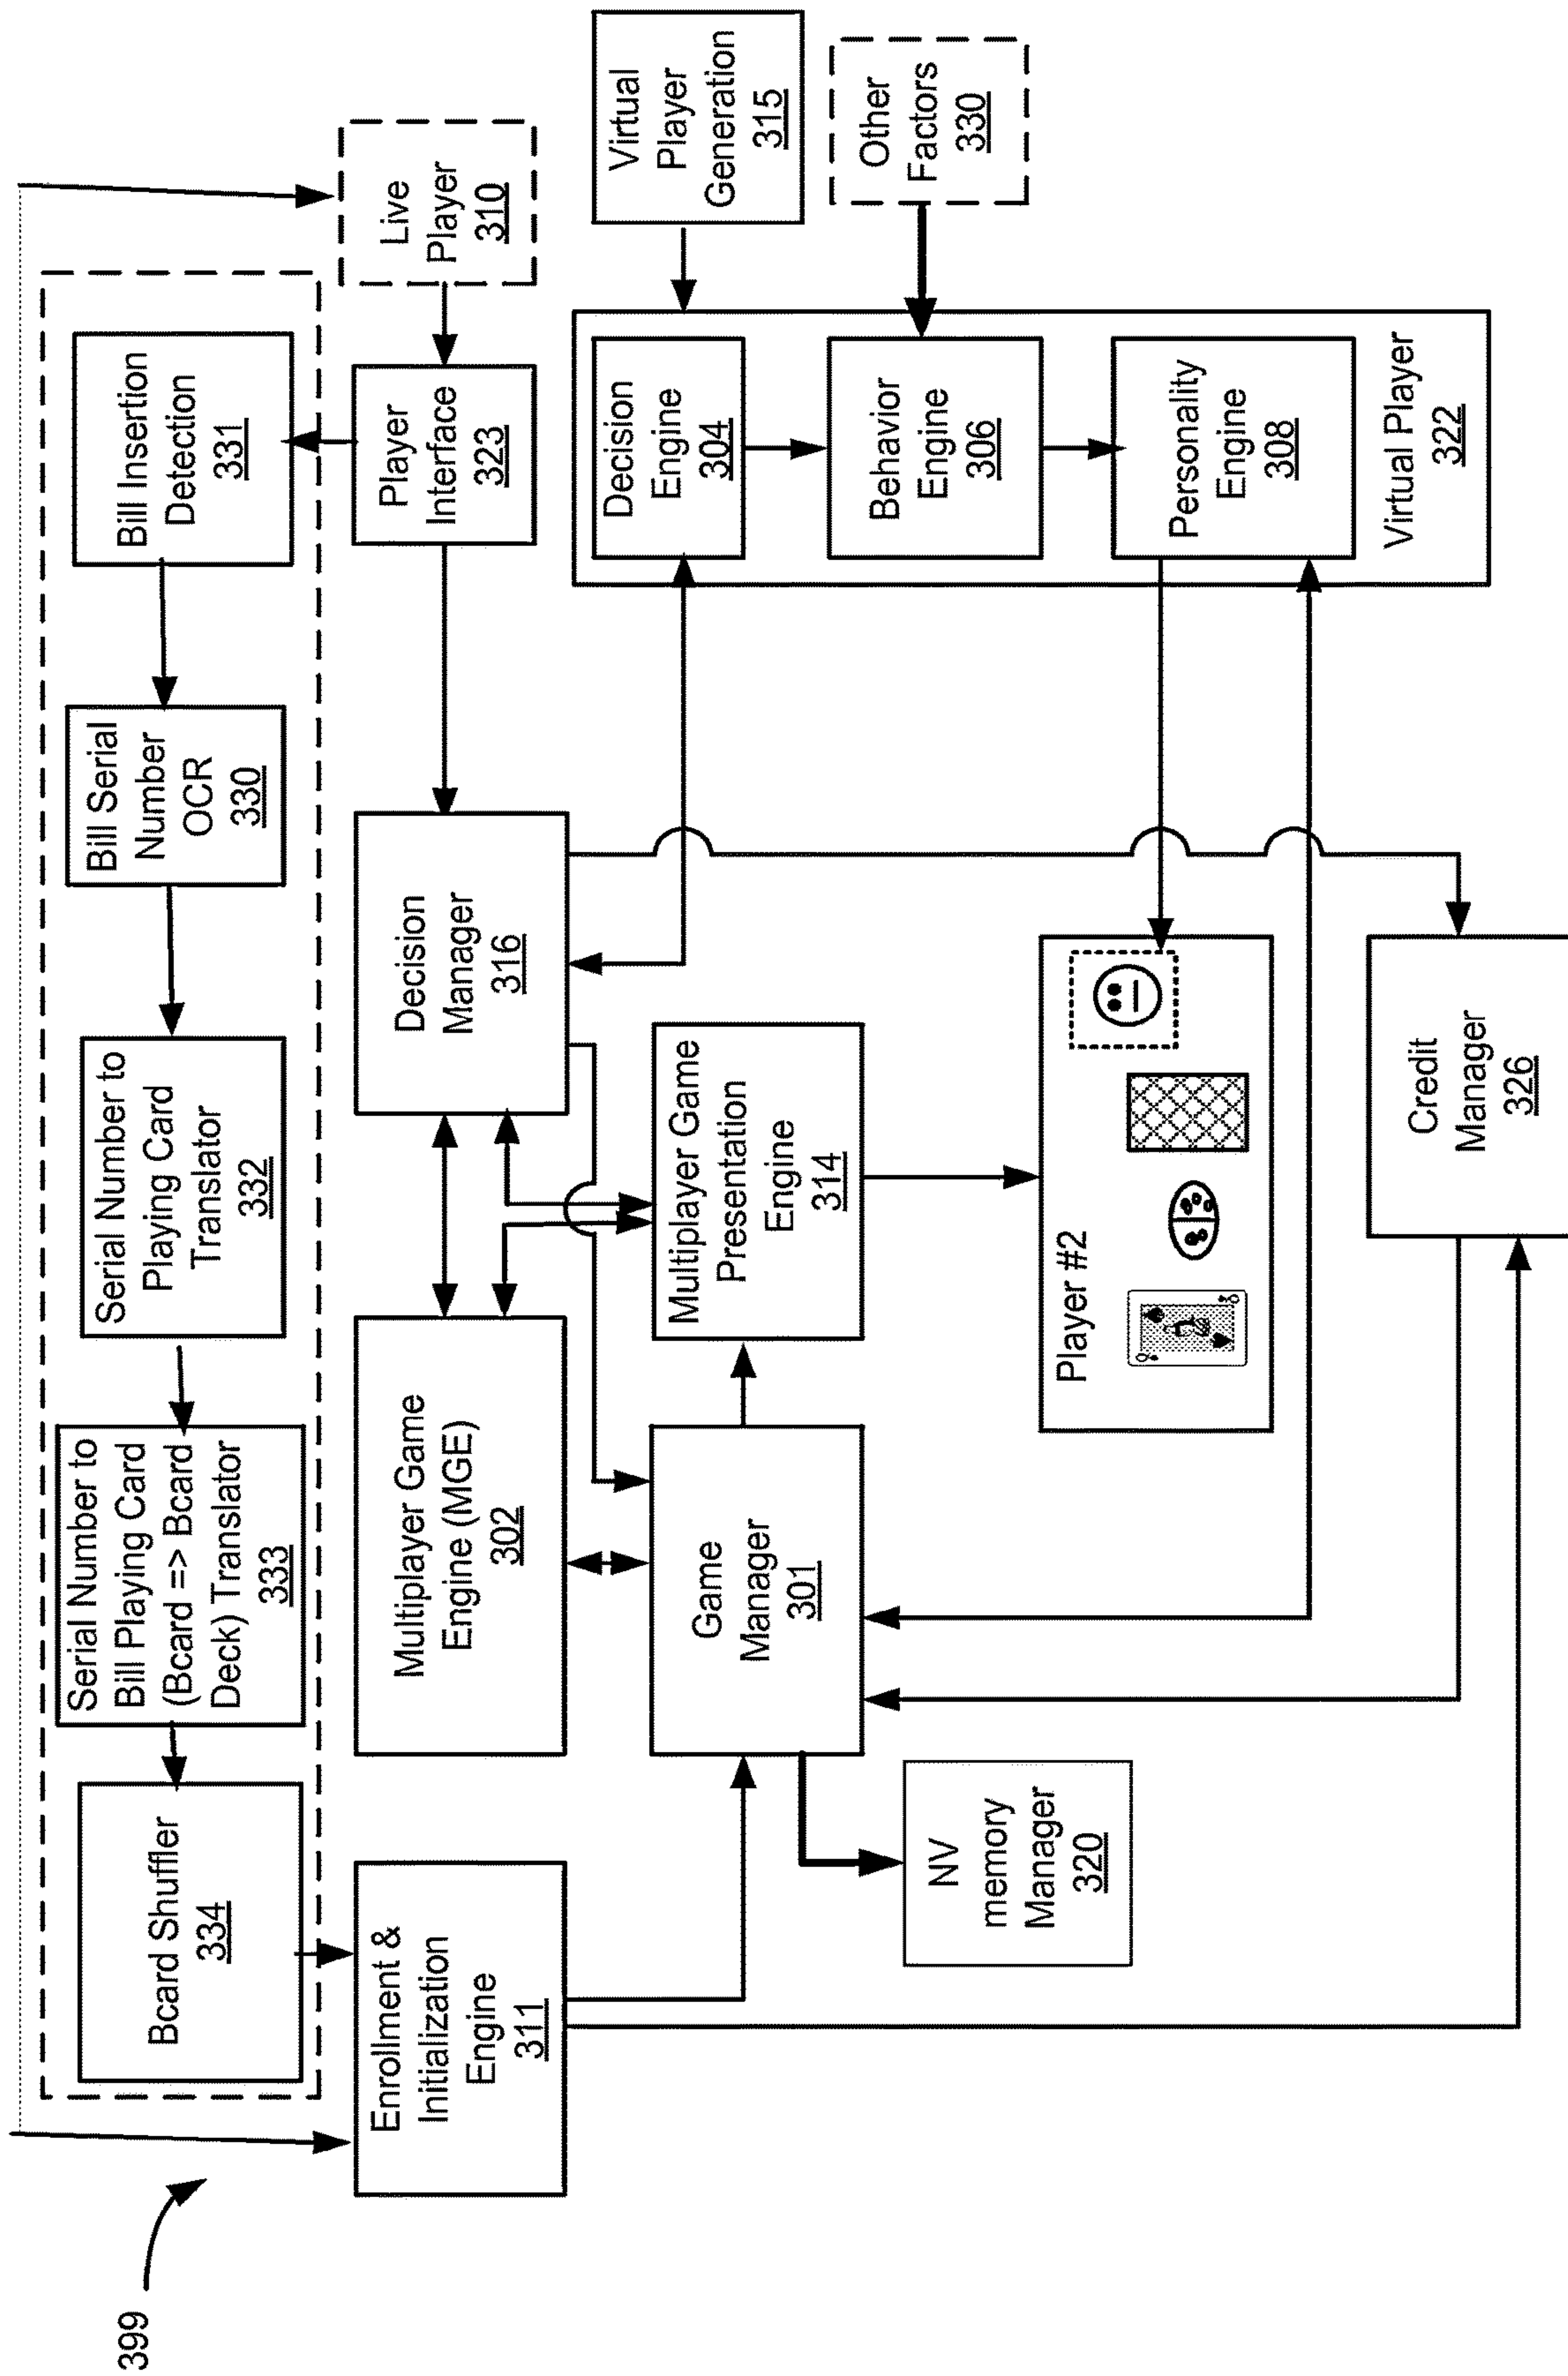 399
Bcard Shuffler
334
Serial Number to
Bill Playing Card
(Bcard => Bcard
Deck) Translator
333
Serial Number to
Playing Card
Translator
332
Bill Serial
Number
OCR
330
Bill Insertion
Detection
331
Enrollment &
Initialization
Engine
311
Multiplayer Game
Engine (MGE)
302
Decision
Manager
316
Player
Interface
323
Live
Player
310
Game
Manager
301
Multiplayer Game
Presentation
Engine
314
Virtual
Player
Generation
315
Other
Factors
330
Decision
Engine
304
Behavior
Engine
306
Personality
Engine
308
Virtual Player
322
NV
memory
Manager
320
Player #2
Q
Q
Credit
Manager
326